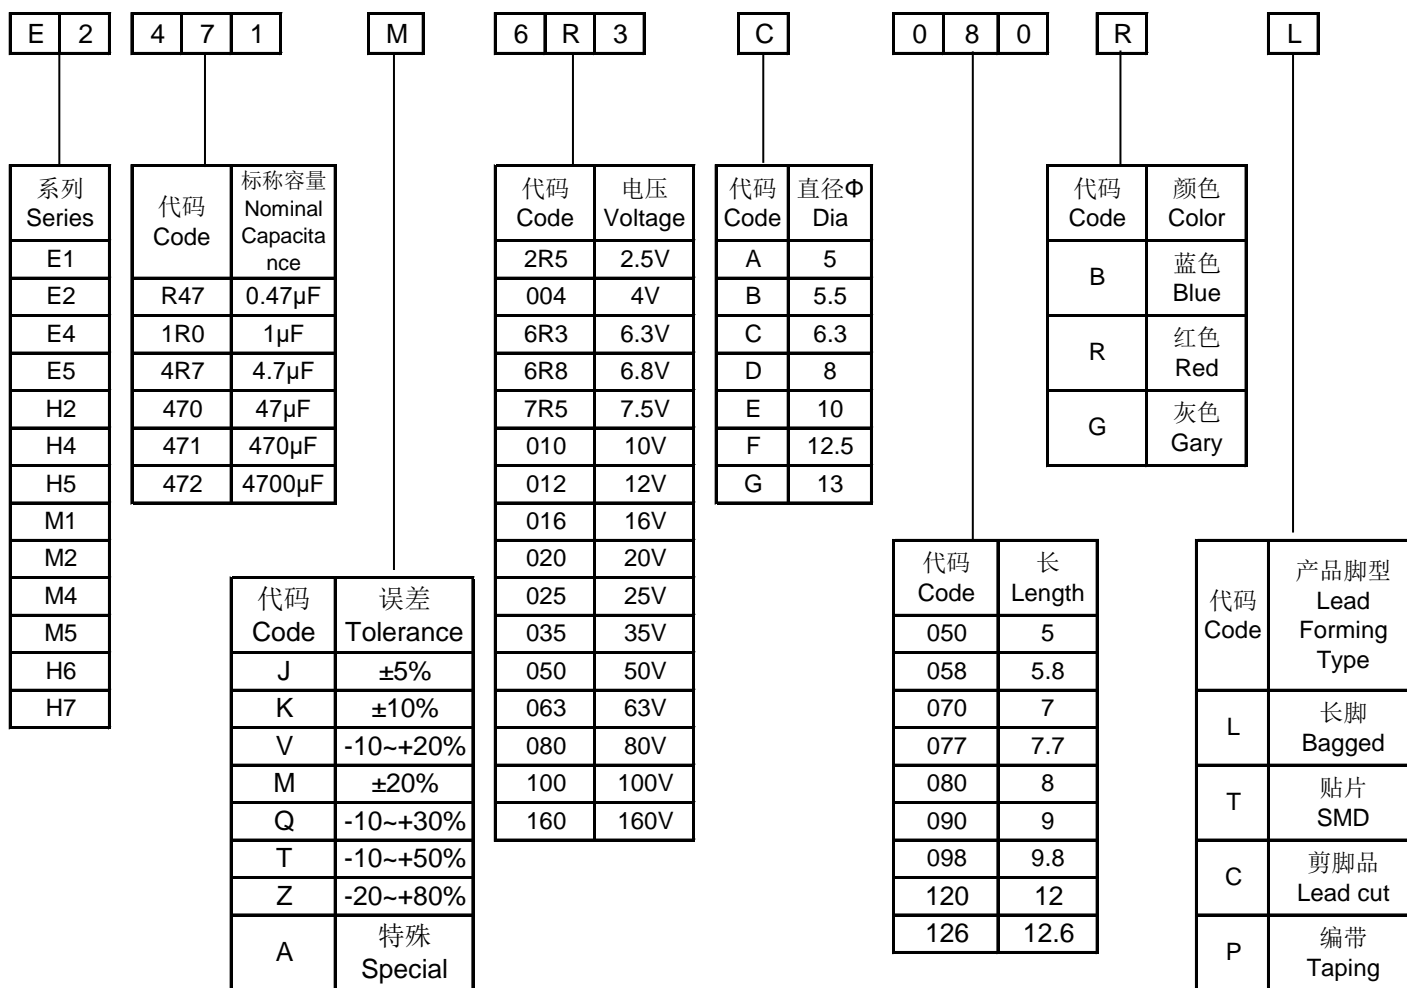 E 2 4 7 1 M 6 R 3 C 0 8 0 R L
系列
Series
E1
E2
E4
E5
H2
H4
H5
M1
M2
M4
M5
H6
H7
代码
Code
标称容量
Nominal
Capacita
nce
R47 0.47µF
1R0 1µF
4R7 4.7µF
470 47µF
471 470µF
472 4700µF
代码
Code
误差
Tolerance
J ±5%
K ±10%
V -10~+20%
M ±20%
Q -10~+30%
T -10~+50%
Z -20~+80%
A
特殊
Special
代码
Code
电压
Voltage
2R5 2.5V
004 4V
6R3 6.3V
6R8 6.8V
7R5 7.5V
010 10V
012 12V
016 16V
020 20V
025 25V
035 35V
050 50V
063 63V
080 80V
100 100V
160 160V
代码
Code
直径Φ
Dia
A 5
B 5.5
C 6.3
D 8
E 10
F 12.5
G 13
代码
Code
长
Length
050 5
058 5.8
070 7
077 7.7
080 8
090 9
098 9.8
120 12
126 12.6
代码
Code
颜色
Color
B
蓝色
Blue
R
红色
Red
G
灰色
Gary
代码
Code
产品脚型
Lead
Forming
Type
L
长脚
Bagged
T
贴片
SMD
C
剪脚品
Lead cut
P
编带
Taping